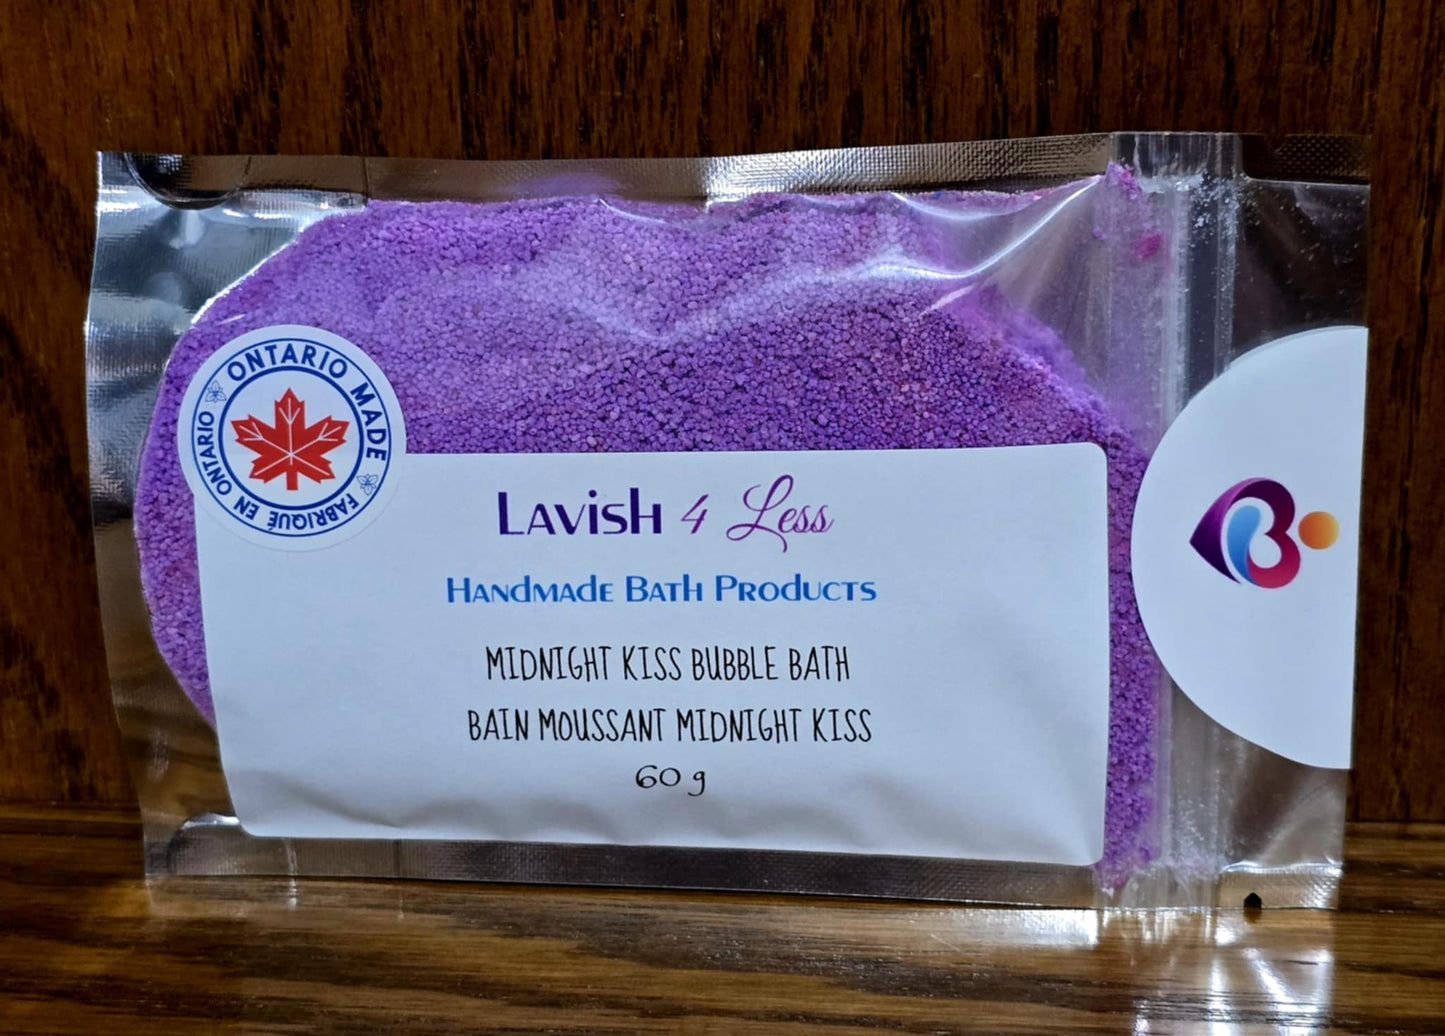 ONTARIO MADE
FABRIQUÉ EN ONTARIO
Lavish 4 Less
Handmade Bath Products
MIDNIGHT KISS BUBBLE BATH
BAIN MOUSSANT MIDNIGHT KISS
60 g